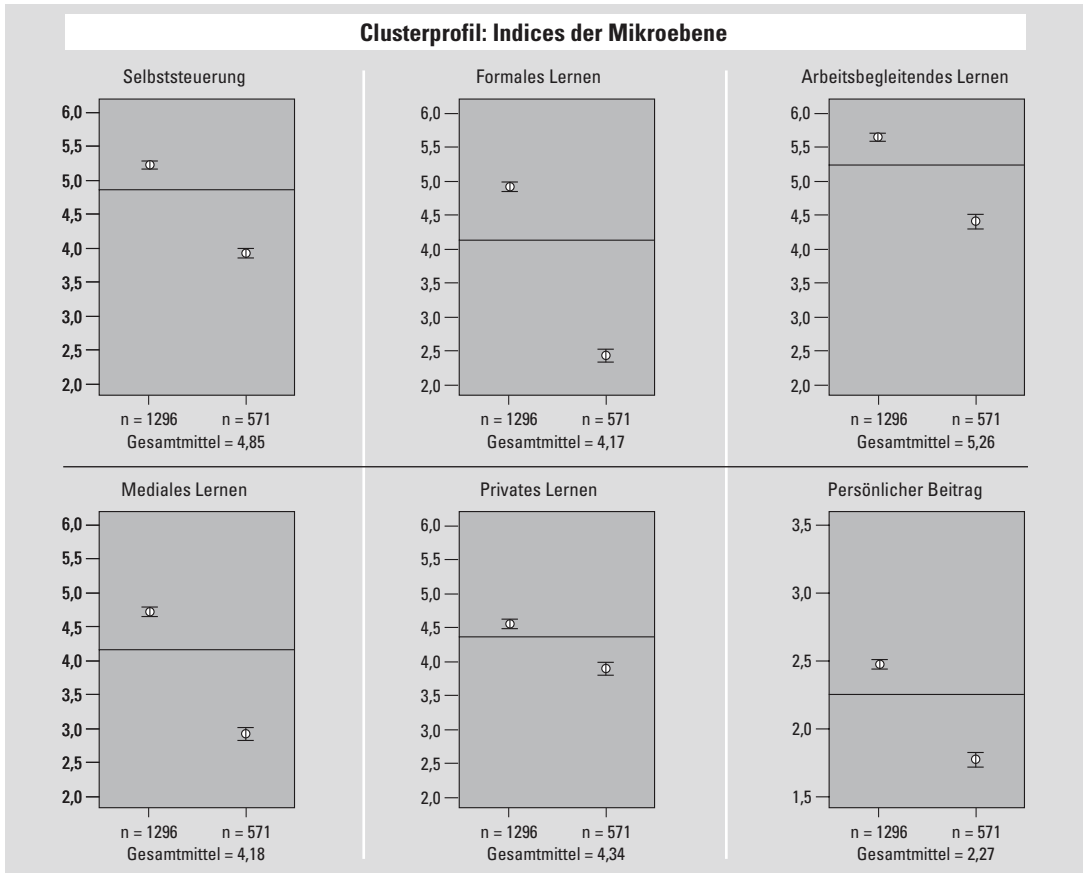 Clusterprofil: Indices der Mikroebene
Selbststeuerung
6,0
5,5
5,0
4,5
4,0
3,5
3,0
2,5
2,0
n = 1296 n = 571
Gesamtmittel = 4,85
Formales Lernen
6,0
5,5
5,0
4,5
4,0
3,5
3,0
2,5
2,0
n = 1296 n = 571
Gesamtmittel = 4,17
Arbeitsbegleitendes Lernen
6,0
5,5
5,0
4,5
4,0
3,5
3,0
2,5
2,0
n = 1296 n = 571
Gesamtmittel = 5,26
Mediales Lernen
6,0
5,5
5,0
4,5
4,0
3,5
3,0
2,5
2,0
n = 1296 n = 571
Gesamtmittel = 4,18
Privates Lernen
6,0
5,5
5,0
4,5
4,0
3,5
3,0
2,5
2,0
n = 1296 n = 571
Gesamtmittel = 4,34
Persönlicher Beitrag
3,5
3,0
2,5
2,0
1,5
n = 1296 n = 571
Gesamtmittel = 2,27